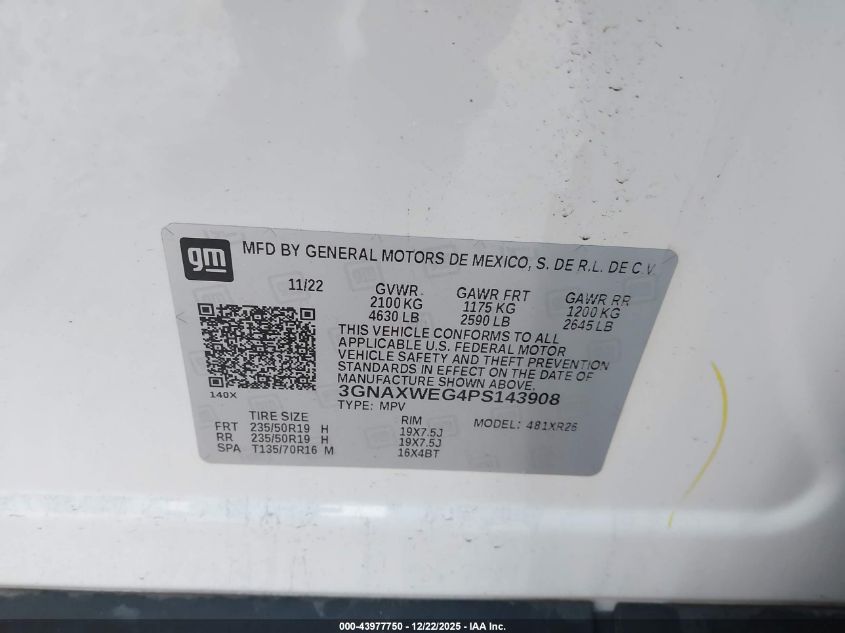 gm
MFD BY GENERAL MOTORS DE MEXICO, S. DE R.L. DE C.V.
11/22 GVWR GAWR FRT GAWR RR
2100 KG 1175 KG 1200 KG
4630 LB 2590 LB 2645 LB
THIS VEHICLE CONFORMS TO ALL
APPLICABLE U.S. FEDERAL MOTOR
VEHICLE SAFETY AND THEFT PREVENTION
STANDARDS IN EFFECT ON THE DATE OF
MANUFACTURE SHOWN ABOVE.
140X
3GNAXWEG4PS143908
TYPE: MPV MODEL: 481XR26
TIRE SIZE RIM
FRT 235/50R19 H 19X7.5J
RR 235/50R19 H 19X7.5J
SPA T135/70R16 M 16X4BT
000-43977750 - 12/22/2025 - IAA Inc.